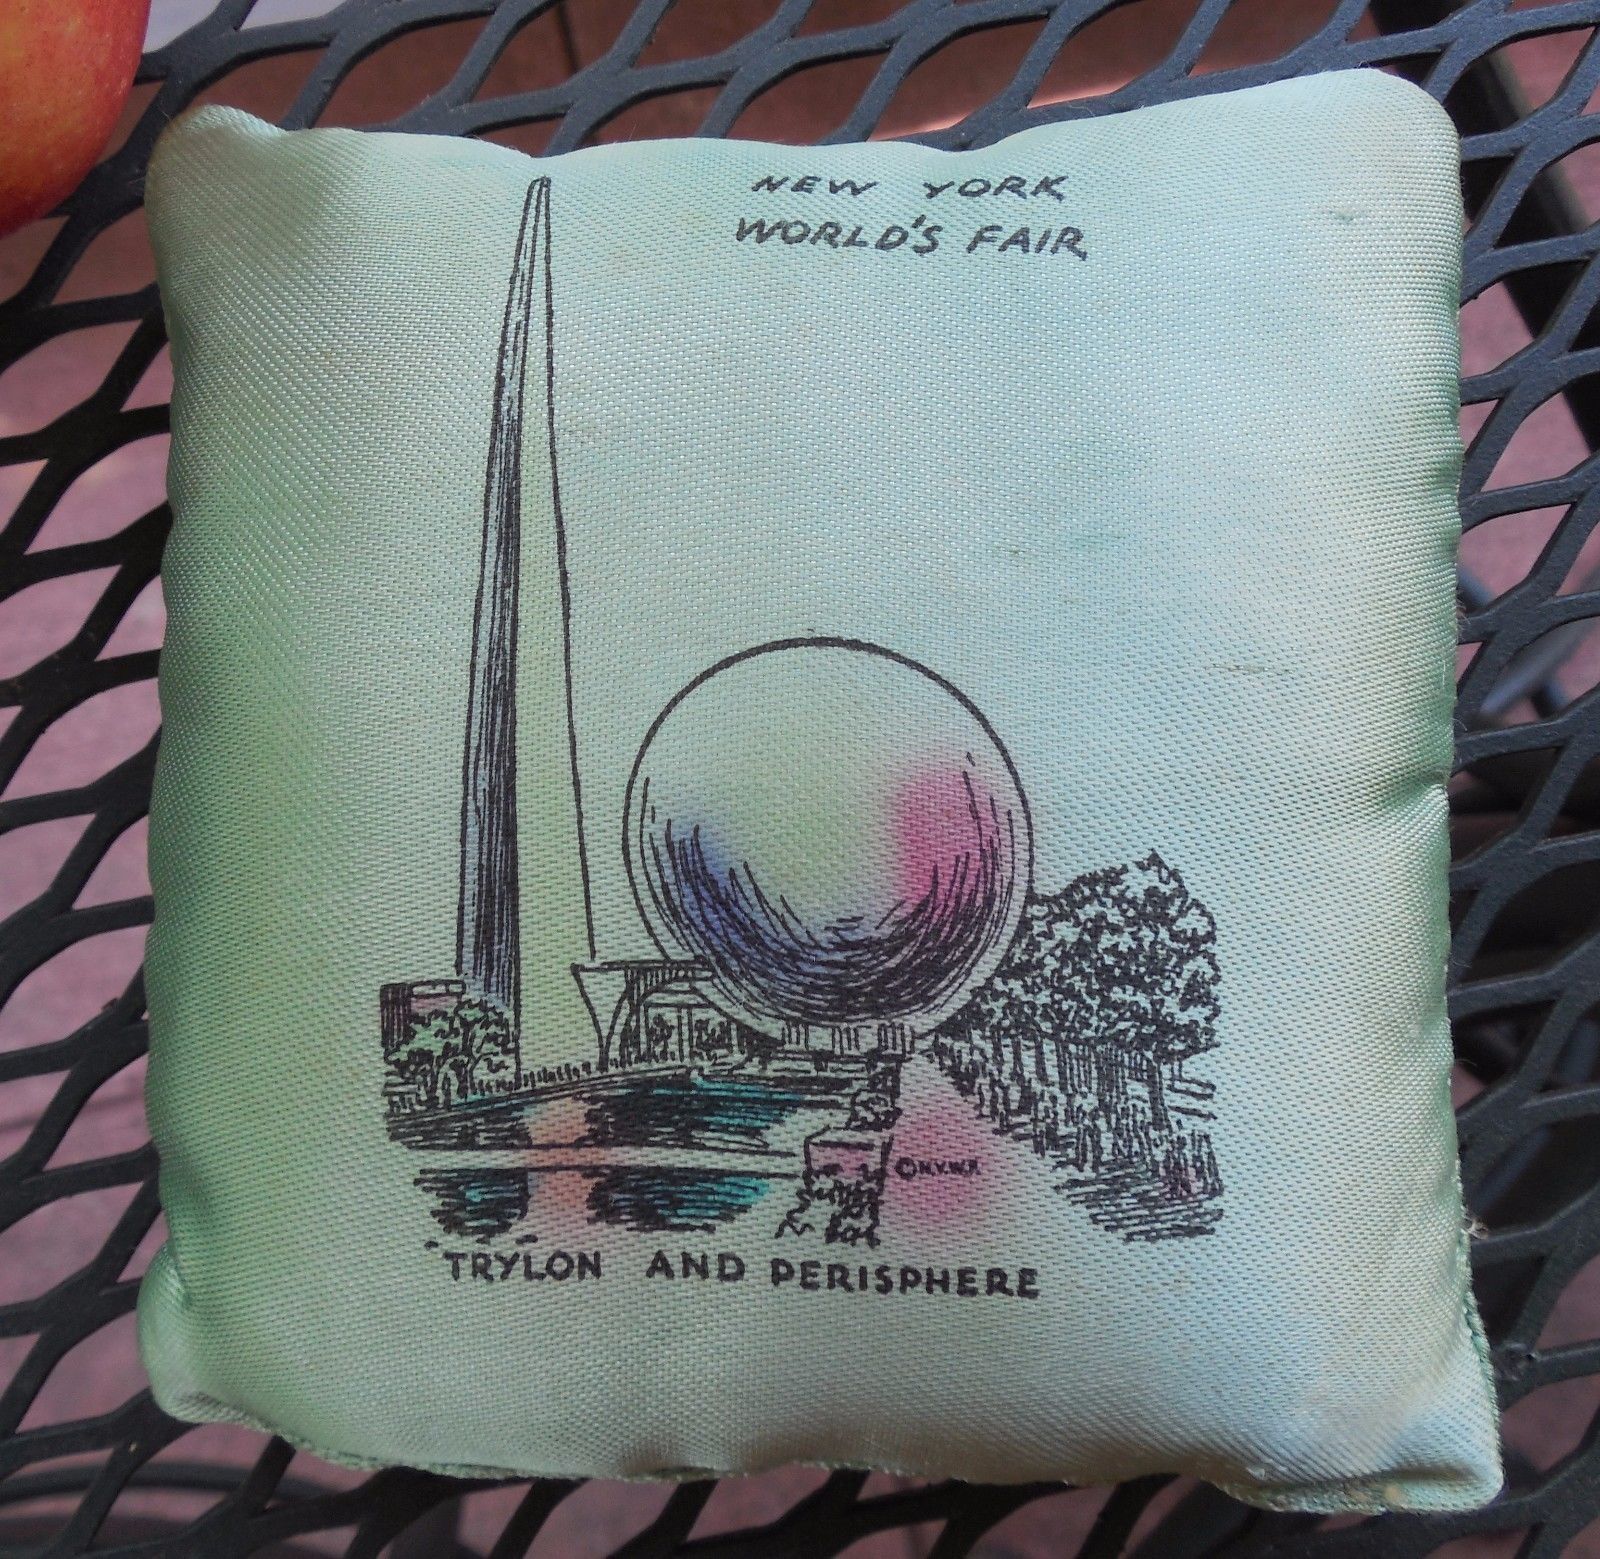 NEW YORK
WORLD'S FAIR
©N.Y.W.F.
TRYLON AND PERISPHERE